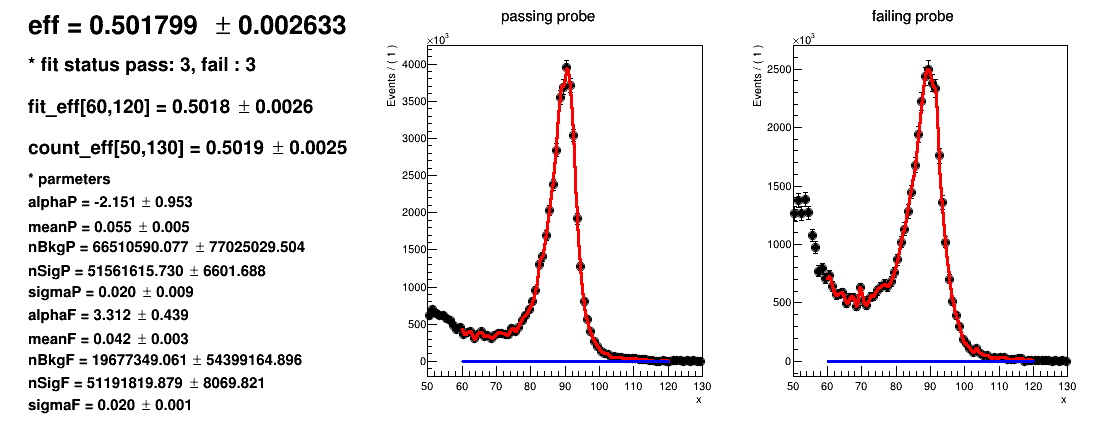 eff = 0.501799 ± 0.002633
* fit status pass: 3, fail : 3
fit_eff[60,120] = 0.5018 ± 0.0026
count_eff[50,130] = 0.5019 ± 0.0025
* parmeters
alphaP = -2.151 ± 0.953
meanP = 0.055 ± 0.005
nBkgP = 66510590.077 ± 77025029.504
nSigP = 51561615.730 ± 6601.688
sigmaP = 0.020 ± 0.009
alphaF = 3.312 ± 0.439
meanF = 0.042 ± 0.003
nBkgF = 19677349.061 ± 54399164.896
nSigF = 51191819.879 ± 8069.821
sigmaF = 0.020 ± 0.001
passing probe
×10³
Events / ( 1 )
4000
3500
3000
2500
2000
1500
1000
500
0
50 60 70 80 90 100 110 120 130
x
failing probe
×10³
Events / ( 1 )
2500
2000
1500
1000
500
0
50 60 70 80 90 100 110 120 130
x